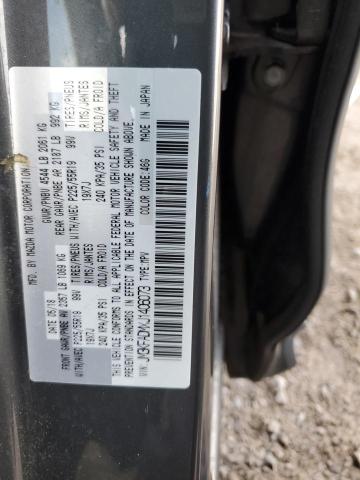 MFD. BY MAZDA MOTOR CORPORATION
DATE 05/18 GVWR/PNBV 4544 LB 2061 KG
FRONT GAWR/PNBE AV 2357 LB 1069 KG REAR GAWR/PNBE AR 2187 LB 992 KG
P225/55R19 99V TIRES/PNEUS WITH/AVEC P225/55R19 99V TIRES/PNEUS
19X7J RIMS/JANTES 19X7J RIMS/JANTES
240 KPA/35 PSI COLD/A FROID 240 KPA/35 PSI COLD/A FROID
THIS VEHICLE CONFORMS TO ALL APPLICABLE FEDERAL MOTOR VEHICLE SAFETY AND
THEFT PREVENTION STANDARDS IN EFFECT ON THE DATE OF MANUFACTURE SHOWN ABOVE.
VIN: TYPE:MPV COLOR CODE:46G MADE IN JAPAN